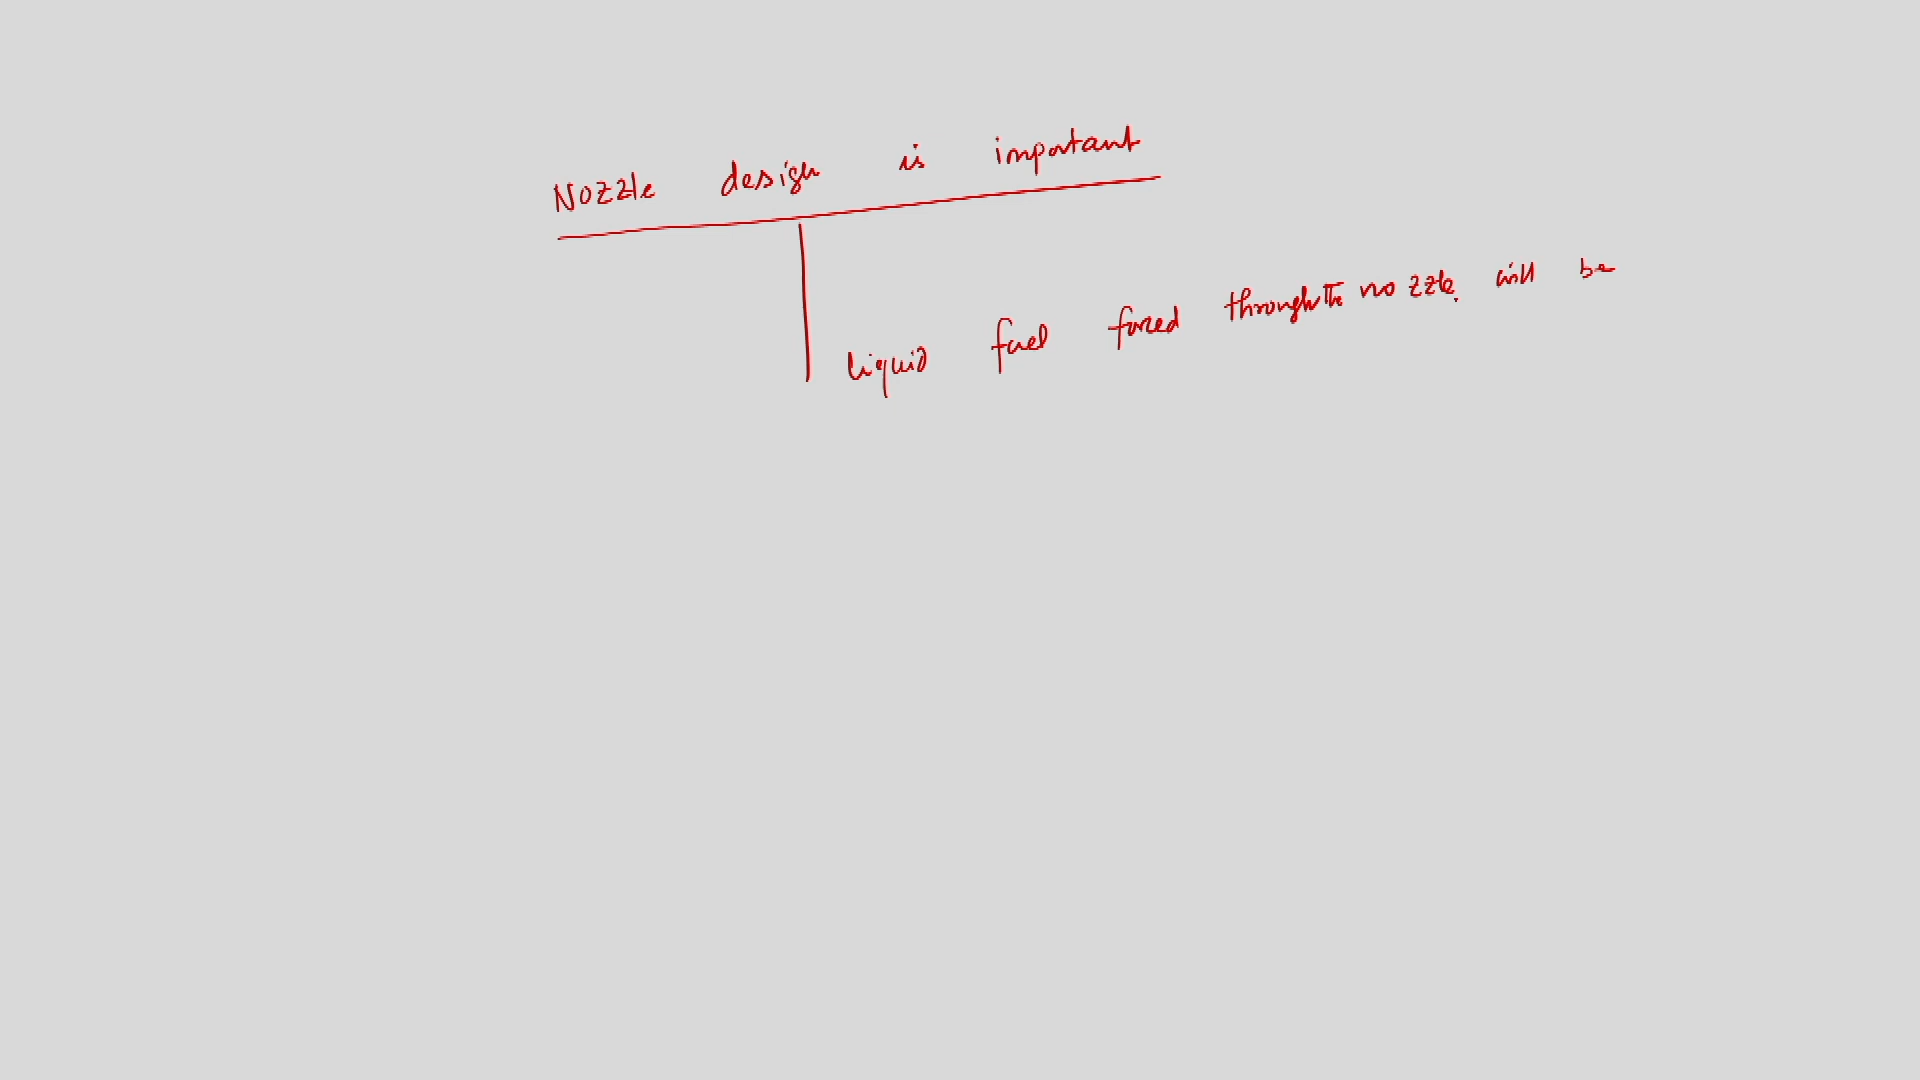 Nozzle design is important
liquid fuel forced through the nozzle will be